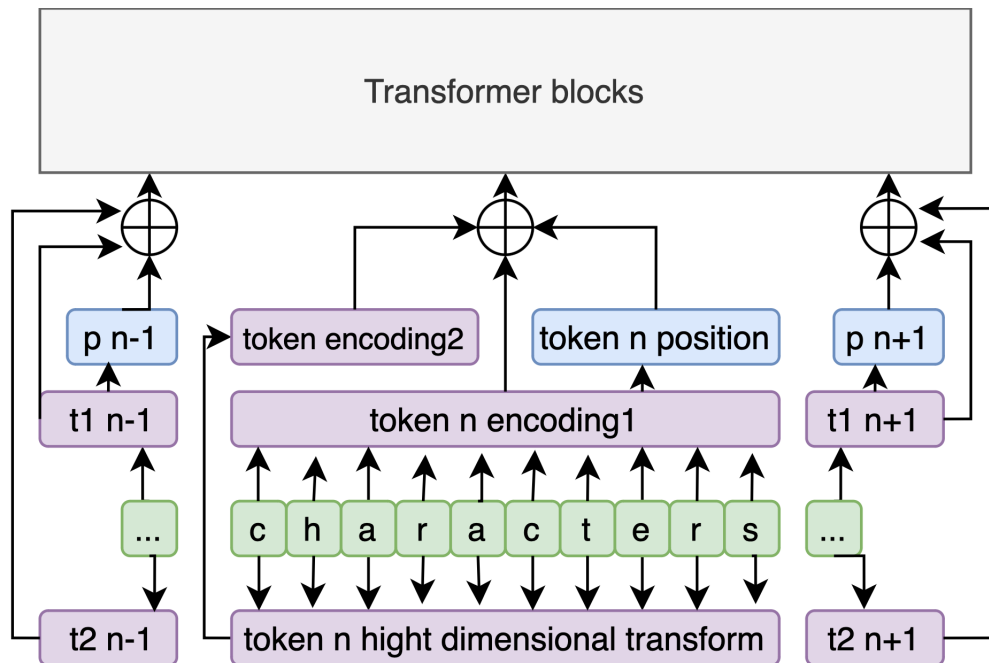 Transformer blocks
p n-1
token encoding2
token n position
p n+1
t1 n-1
token n encoding1
t1 n+1
...
c h a r a c t e r s
...
t2 n-1
token n hight dimensional transform
t2 n+1